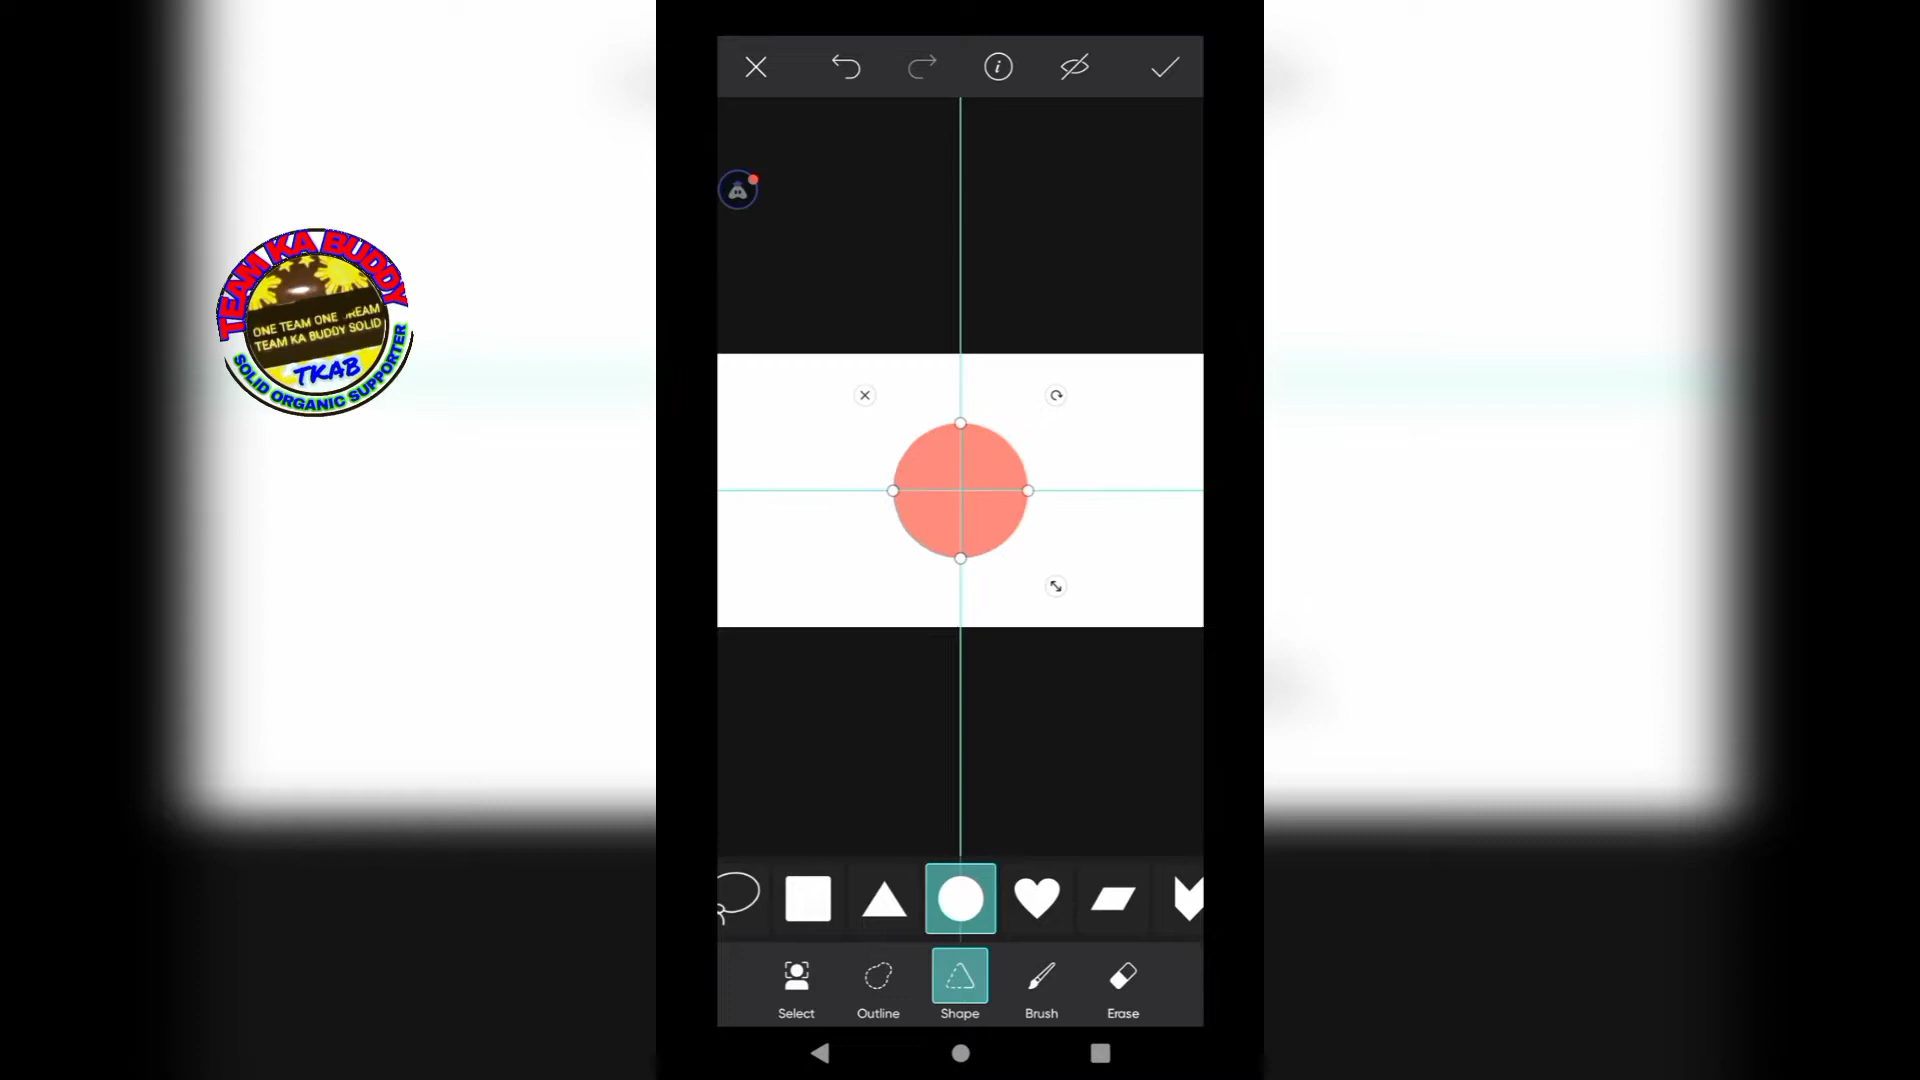 TEAM KA BUDDY
ONE TEAM ONE DREAM
TEAM KA BUDDY SOLID
TKAB
SOLID ORGANIC SUPPORTER
Select
Outline
Shape
Brush
Erase